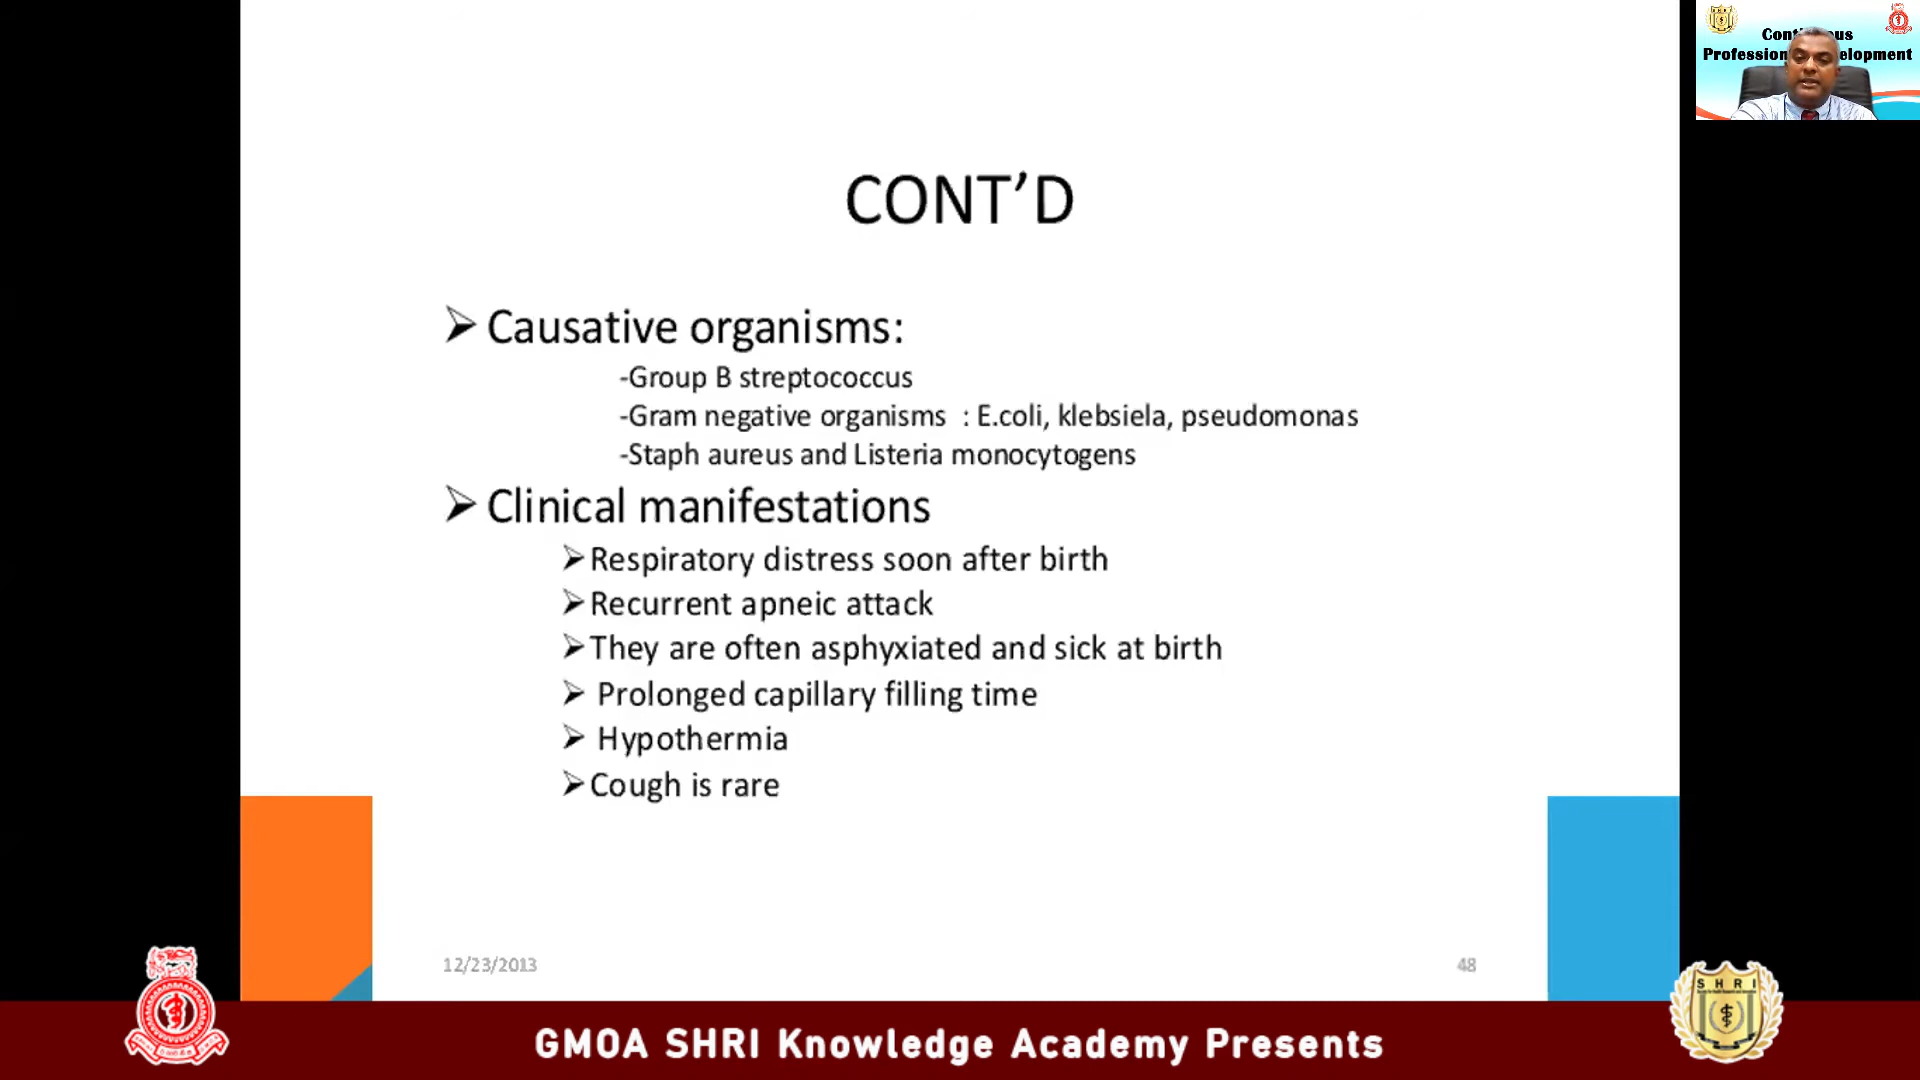 Continuous
Professional Development
CONT’D
Causative organisms:
-Group B streptococcus
-Gram negative organisms : E.coli, klebsiela, pseudomonas
-Staph aureus and Listeria monocytogens
Clinical manifestations
Respiratory distress soon after birth
Recurrent apneic attack
They are often asphyxiated and sick at birth
Prolonged capillary filling time
Hypothermia
Cough is rare
12/23/2013
48
SHRI
GMOA SHRI Knowledge Academy Presents